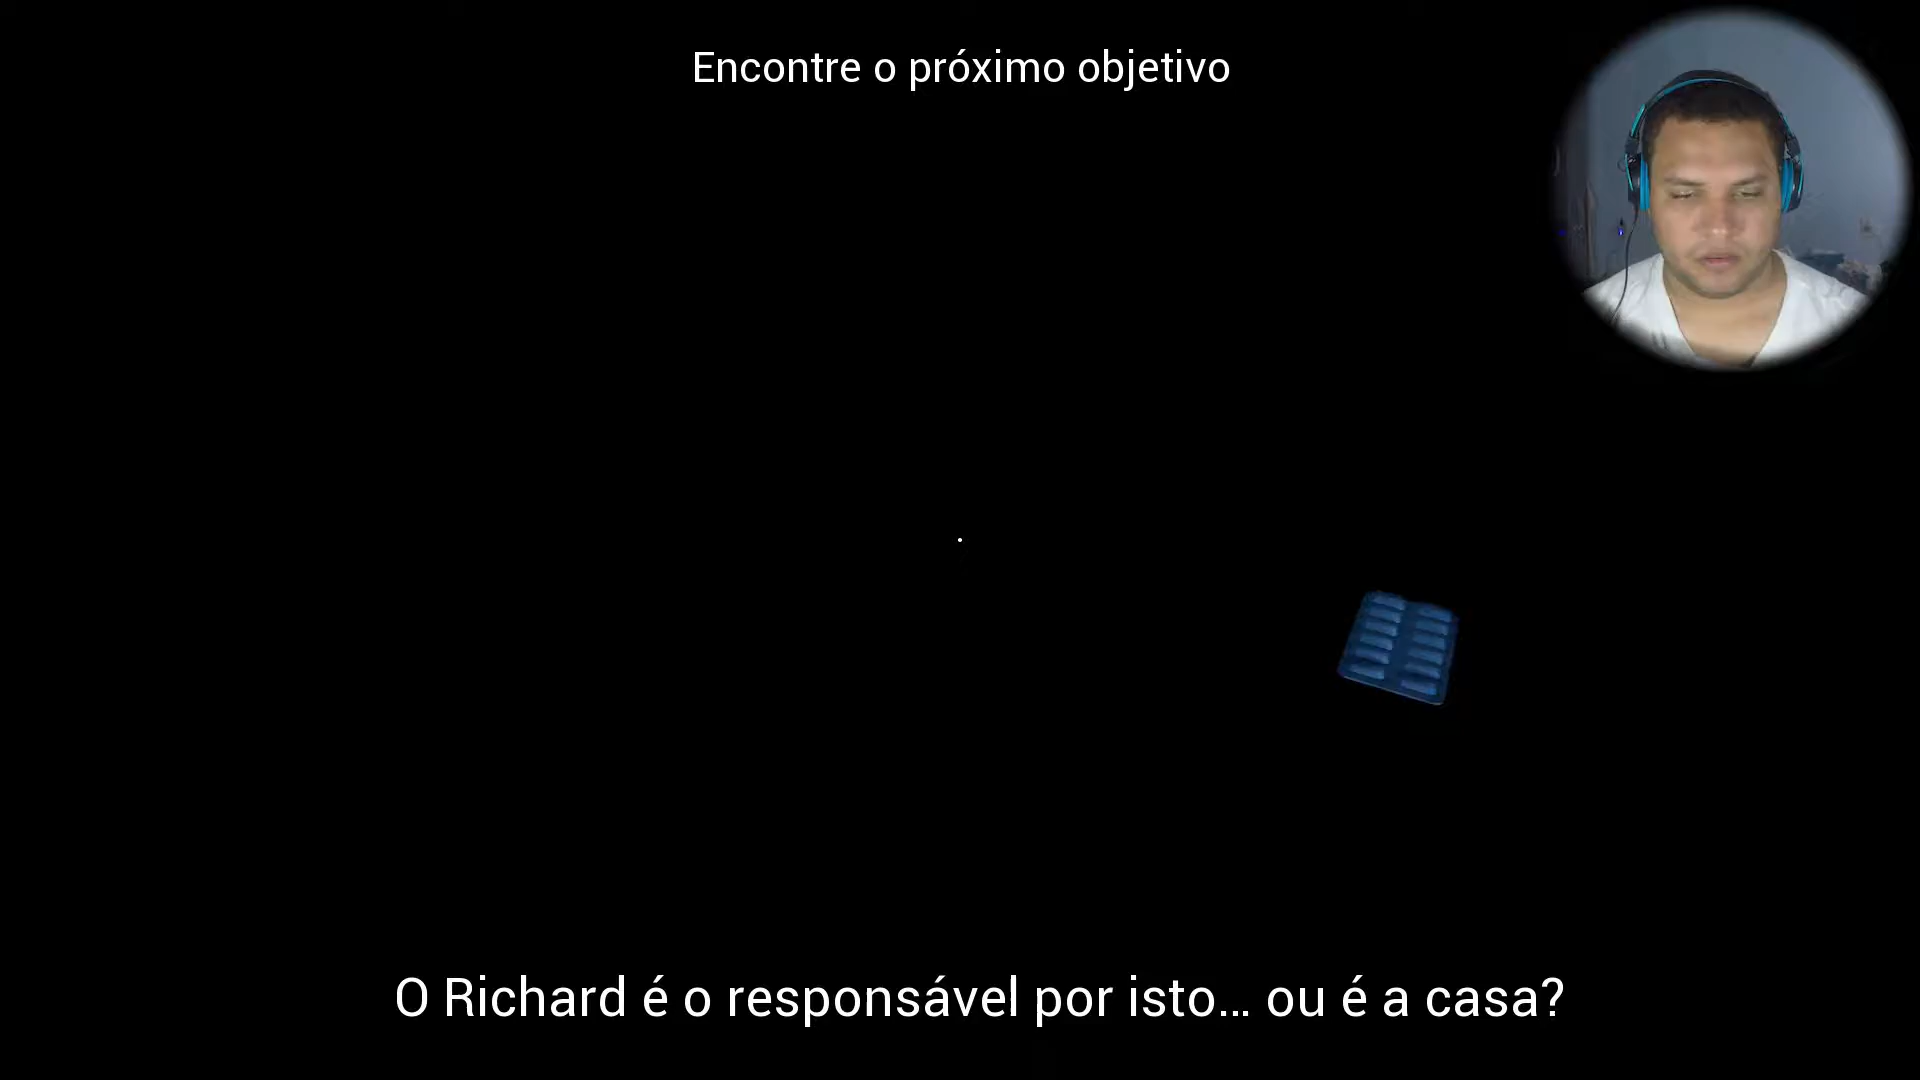 Encontre o próximo objetivo
O Richard é o responsável por isto... ou é a casa?